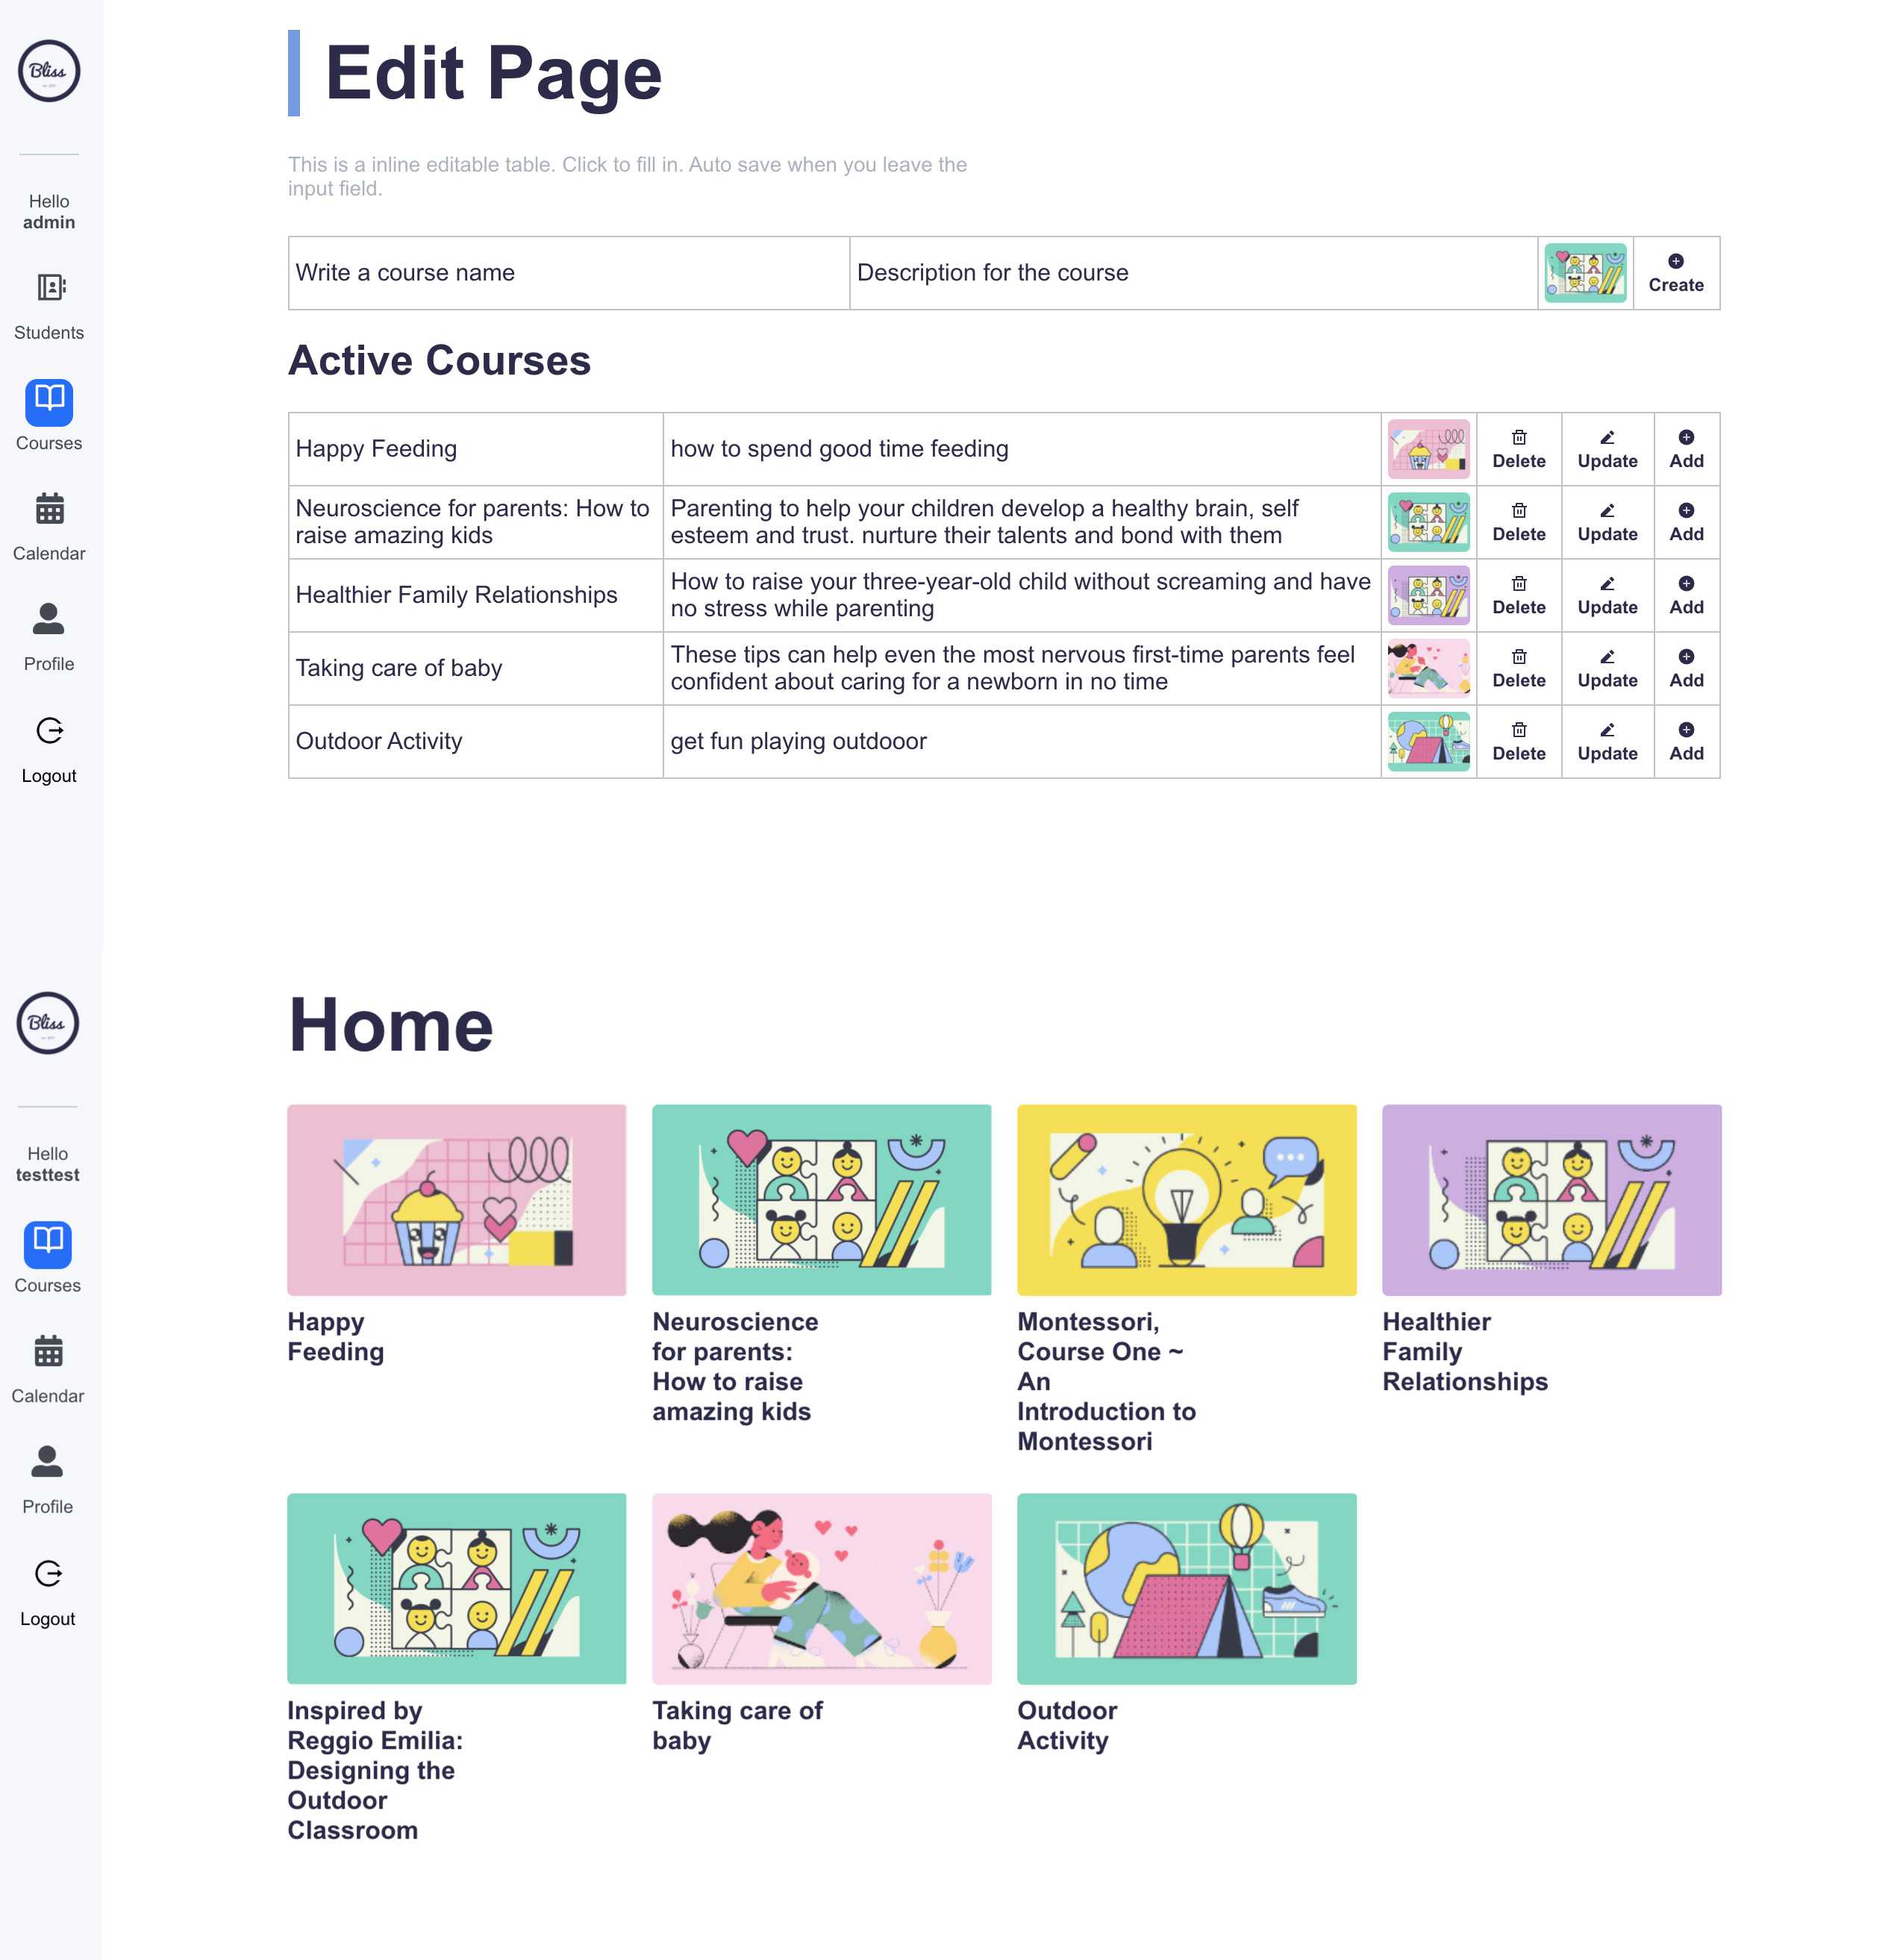 Bliss
Hello
admin
Students
Courses
Calendar
Profile
Logout
Edit Page
This is a inline editable table. Click to fill in. Auto save when you leave the
input field.
Write a course name
Description for the course
Create
Active Courses
Happy Feeding
how to spend good time feeding
Delete
Update
Add
Neuroscience for parents: How to
raise amazing kids
Parenting to help your children develop a healthy brain, self
esteem and trust. nurture their talents and bond with them
Delete
Update
Add
Healthier Family Relationships
How to raise your three-year-old child without screaming and have
no stress while parenting
Delete
Update
Add
Taking care of baby
These tips can help even the most nervous first-time parents feel
confident about caring for a newborn in no time
Delete
Update
Add
Outdoor Activity
get fun playing outdooor
Delete
Update
Add
Bliss
Hello
testtest
Courses
Calendar
Profile
Logout
Home
Happy
Feeding
Neuroscience
for parents:
How to raise
amazing kids
Montessori,
Course One ~
An
Introduction to
Montessori
Healthier
Family
Relationships
Inspired by
Reggio Emilia:
Designing the
Outdoor
Classroom
Taking care of
baby
Outdoor
Activity